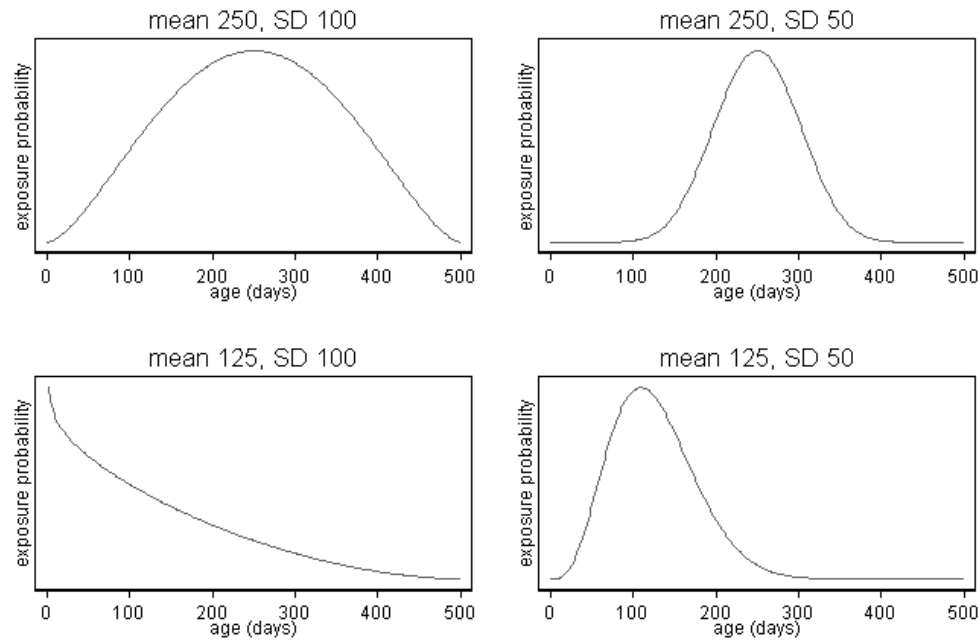 mean 250, SD 100
exposure probability
0 100 200 300 400 500
age (days)
mean 250, SD 50
exposure probability
0 100 200 300 400 500
age (days)
mean 125, SD 100
exposure probability
0 100 200 300 400 500
age (days)
mean 125, SD 50
exposure probability
0 100 200 300 400 500
age (days)